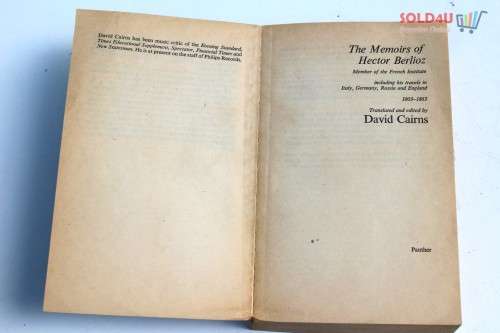 David Cairns has been music critic of the Evening Standard,
Times Educational Supplement, Spectator, Financial Times and
New Statesman. He is at present on the staff of Philips Records.
SOLD4U
The Memoirs of
Hector Berlioz
Member of the French Institute
including his travels in
Italy, Germany, Russia and England
1803–1865
Translated and edited by
David Cairns
Panther